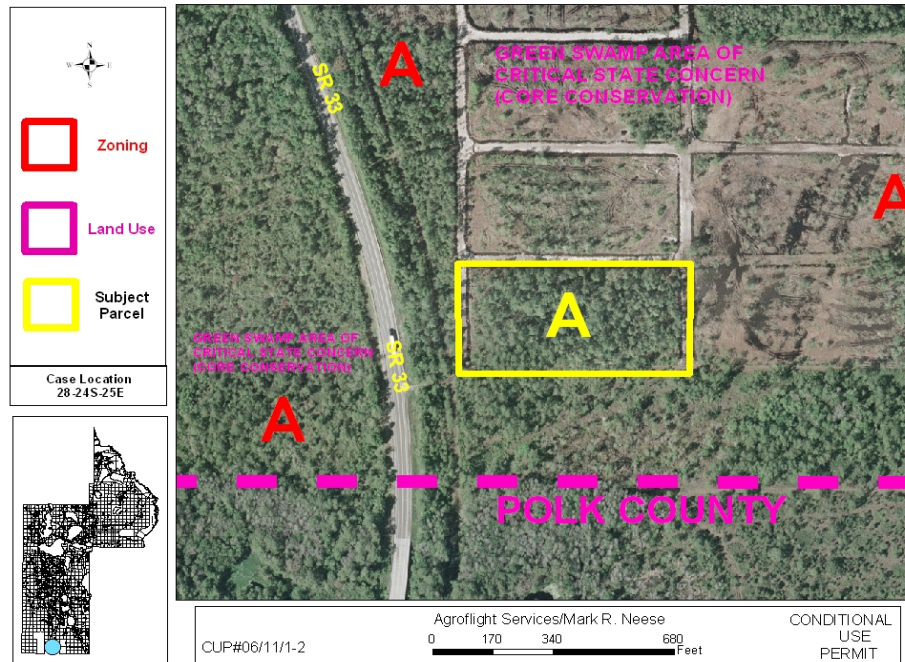 N
W E
S
Zoning
Land Use
Subject
Parcel
Case Location
28-24S-25E
SR 33
A
GREEN SWAMP AREA OF
CRITICAL STATE CONCERN
(CORE CONSERVATION)
A
A
SR 33
GREEN SWAMP AREA OF
CRITICAL STATE CONCERN
(CORE CONSERVATION)
A
POLK COUNTY
CUP#06/11/1-2
Agroflight Services/Mark R. Neese
0 170 340 680
Feet
CONDITIONAL
USE
PERMIT